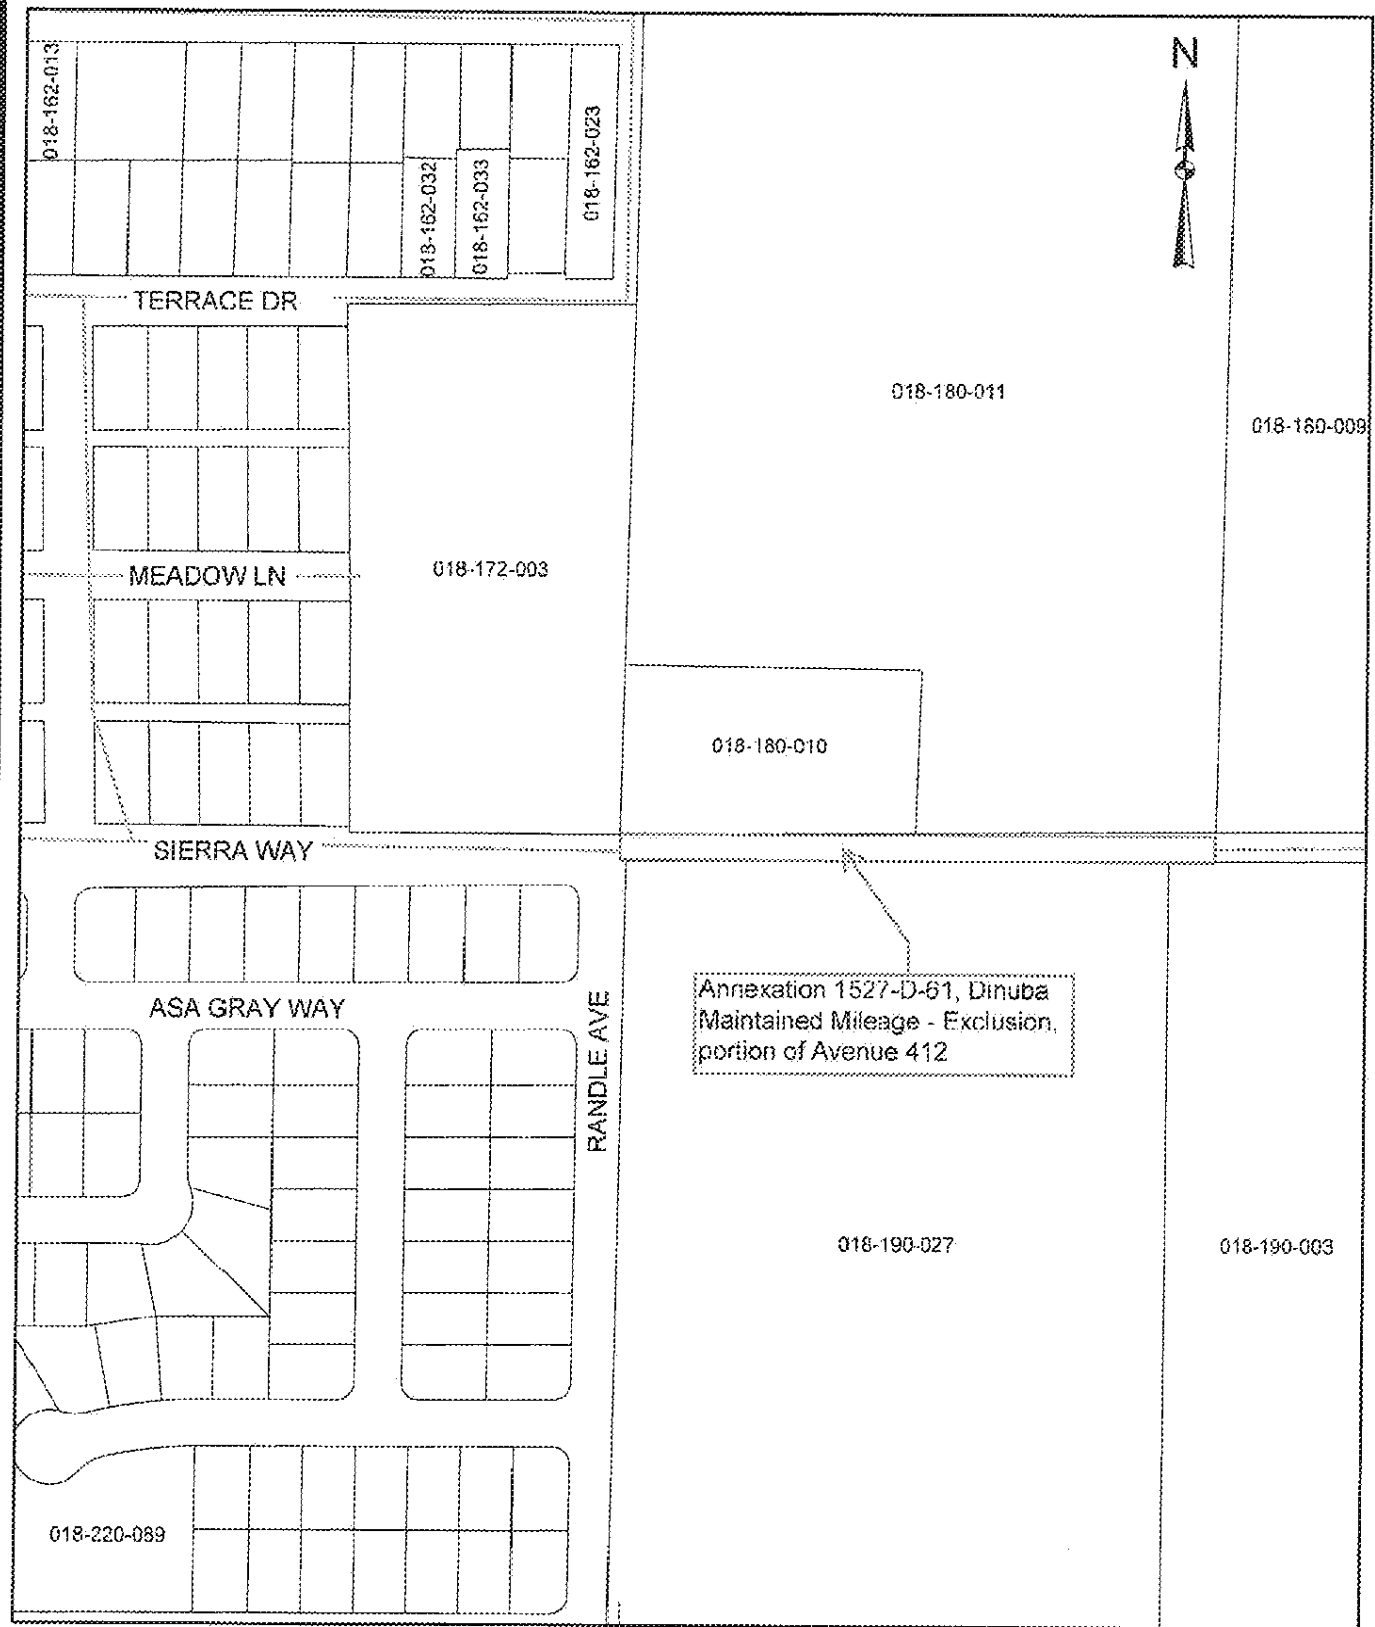 N
018-162-013
018-162-032
018-162-033
018-162-023
TERRACE DR
018-180-011
018-180-009
MEADOW LN
018-172-003
018-180-010
SIERRA WAY
ASA GRAY WAY
RANDLE AVE
Annexation 1527-D-61, Dinuba
Maintained Mileage - Exclusion,
portion of Avenue 412
018-190-027
018-190-003
018-220-089